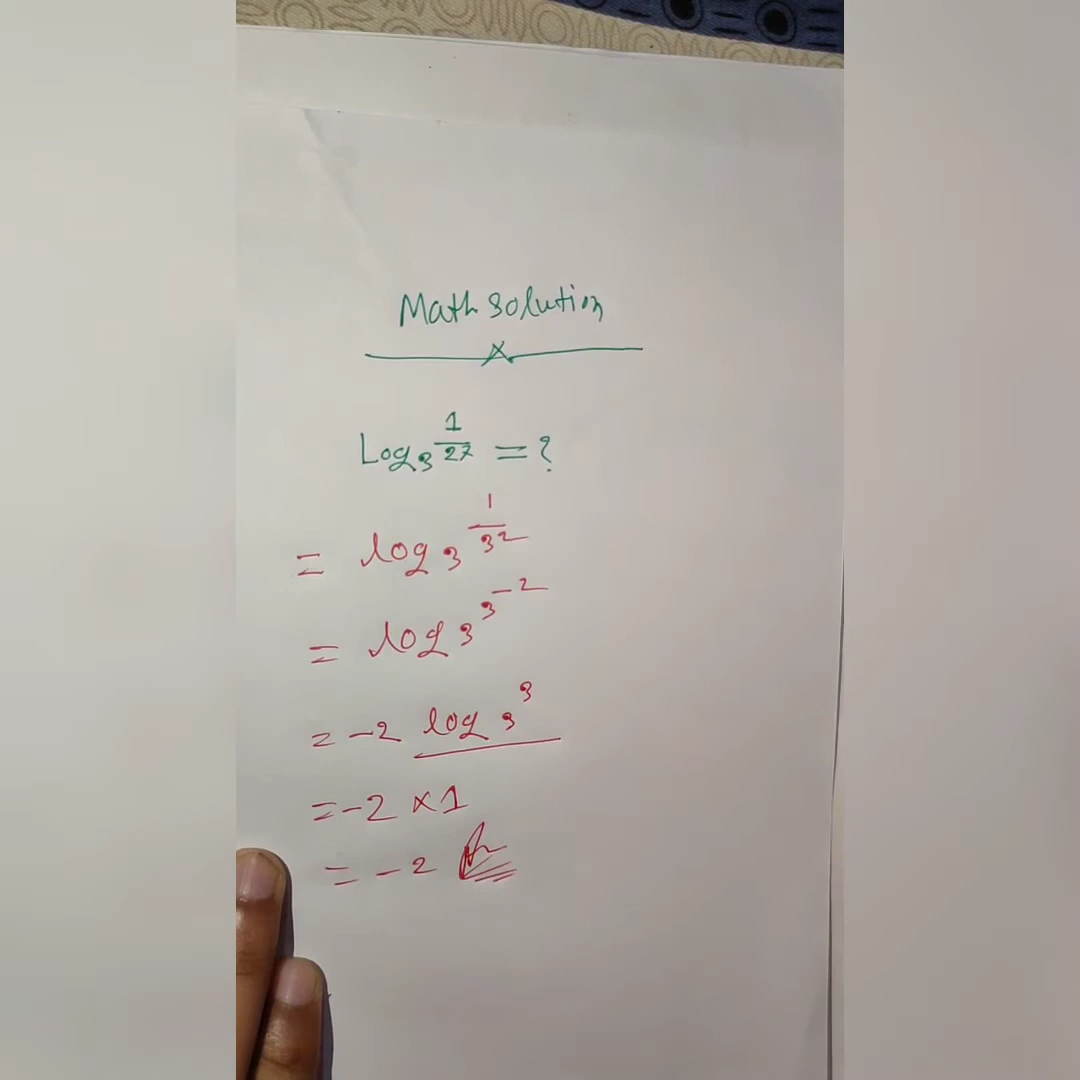 Math solution
Log₃ 1/27 = ?
= log₃ 1/3²
= log₃ 3⁻²
= -2 log₃ 3
= -2 × 1
= -2